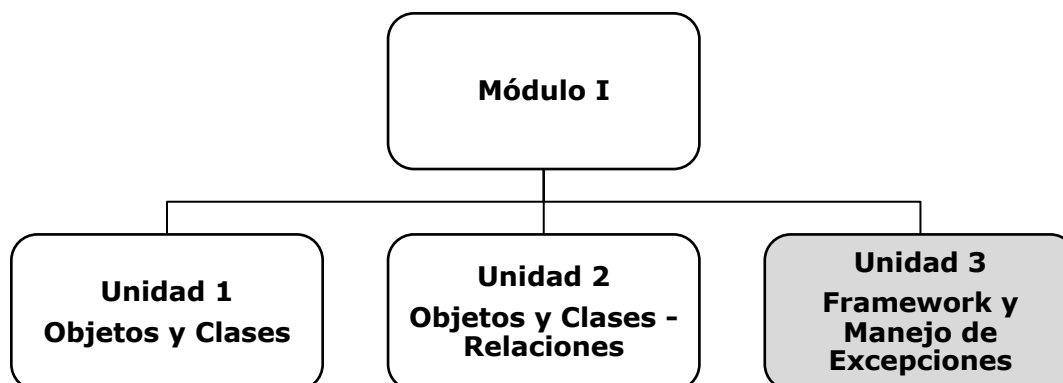 Módulo I
Unidad 1
Objetos y Clases
Unidad 2
Objetos y Clases -
Relaciones
Unidad 3
Framework y
Manejo de
Excepciones